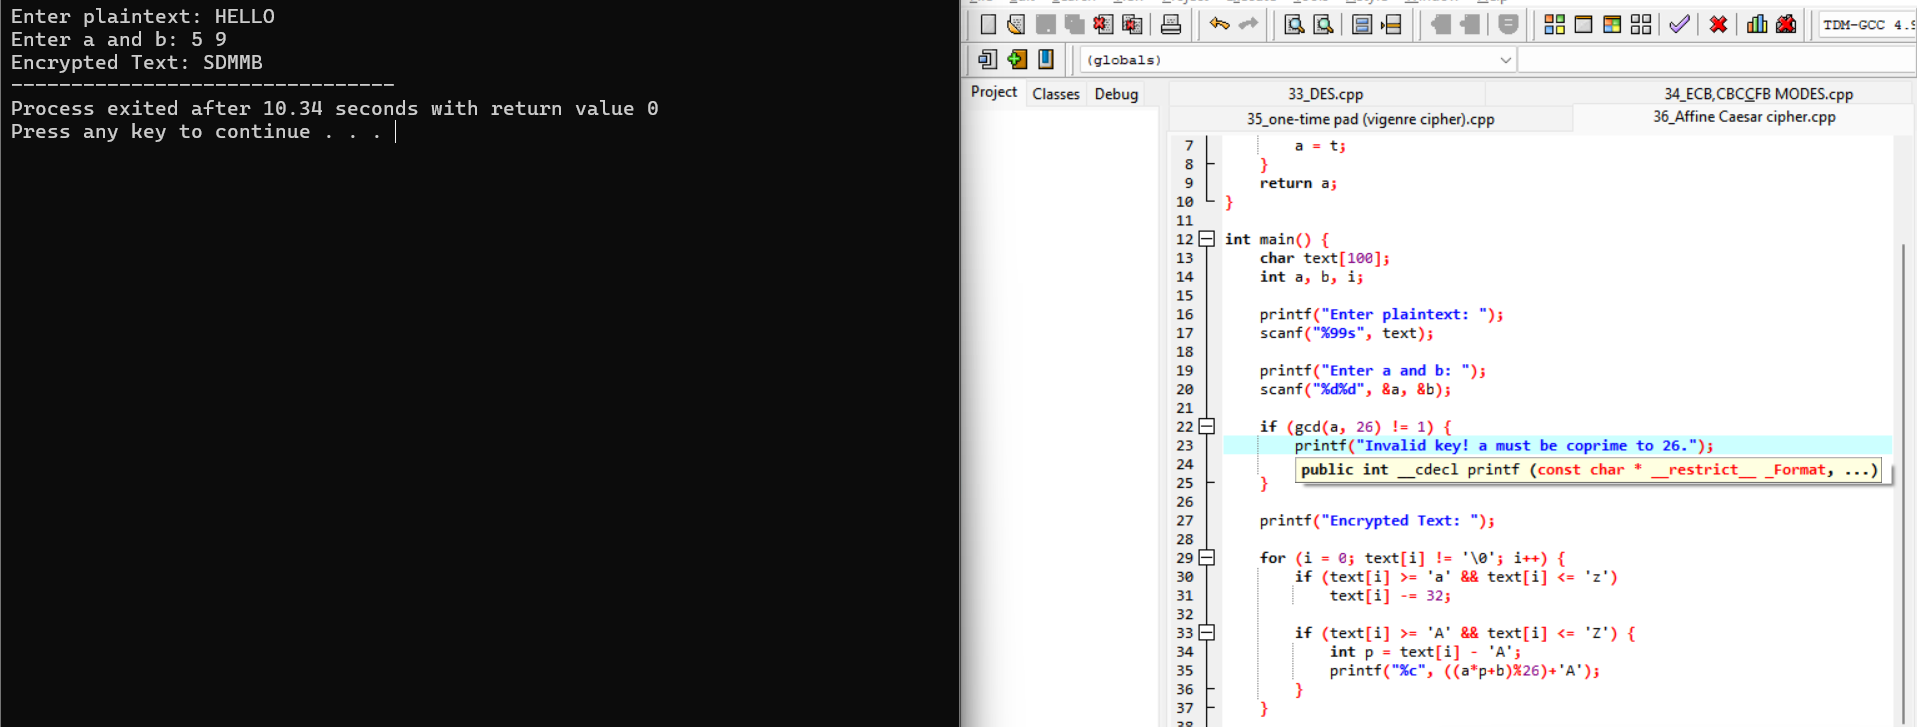 Enter plaintext: HELLO
Enter a and b: 5 9
Encrypted Text: SDMMB
--------------------------------
Process exited after 10.34 seconds with return value 0
Press any key to continue . . .
TDM-GCC 4.9
(globals)
Project Classes Debug
33_DES.cpp
34_ECB,CBC,CFB MODES.cpp
35_one-time pad (vigenre cipher).cpp
36_Affine Caesar cipher.cpp
7 a = t;
8 }
9 return a;
10 }
11
12 int main() {
13 char text[100];
14 int a, b, i;
15
16 printf("Enter plaintext: ");
17 scanf("%99s", text);
18
19 printf("Enter a and b: ");
20 scanf("%d%d", &a, &b);
21
22 if (gcd(a, 26) != 1) {
23 printf("Invalid key! a must be coprime to 26.");
24 public int __cdecl printf (const char * __restrict__ _Format, ...)
25 }
26
27 printf("Encrypted Text: ");
28
29 for (i = 0; text[i] != '\0'; i++) {
30 if (text[i] >= 'a' && text[i] <= 'z')
31 text[i] -= 32;
32
33 if (text[i] >= 'A' && text[i] <= 'Z') {
34 int p = text[i] - 'A';
35 printf("%c", ((a*p+b)%26)+'A');
36 }
37 }
38